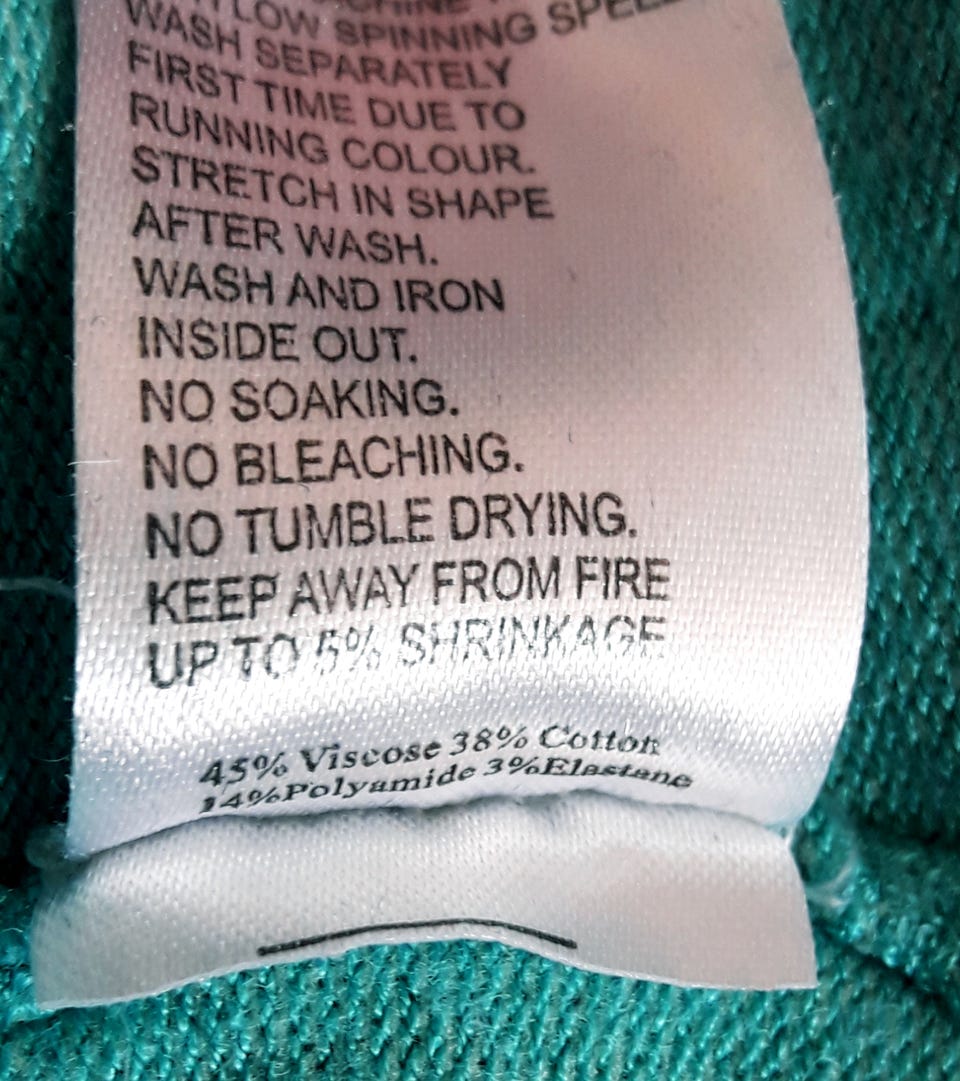 LOW SPINNING SPEED
WASH SEPARATELY
FIRST TIME DUE TO
RUNNING COLOUR.
STRETCH IN SHAPE
AFTER WASH.
WASH AND IRON
INSIDE OUT.
NO SOAKING.
NO BLEACHING.
NO TUMBLE DRYING.
KEEP AWAY FROM FIRE
UP TO 5% SHRINKAGE
45% Viscose 38% Cotton
14%Polyamide 3%Elastane